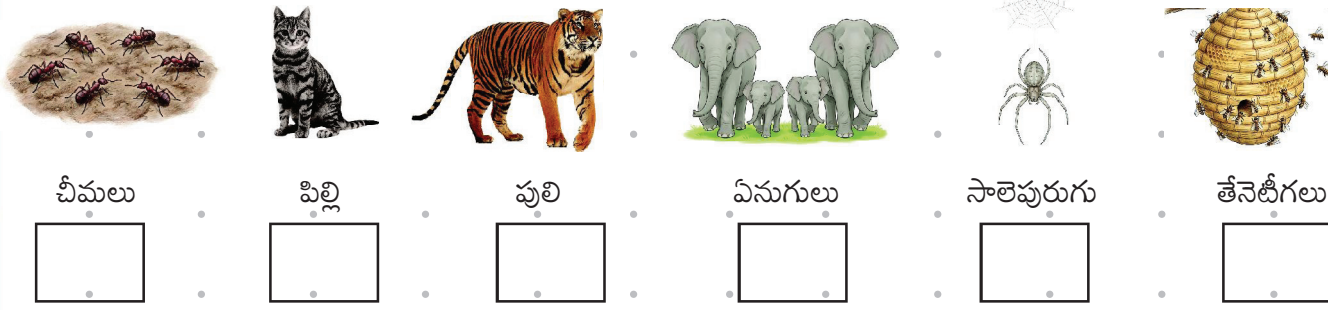 చీమలు పిల్లి పులి ఏనుగులు సాలెపురుగు తేనెటీగలు